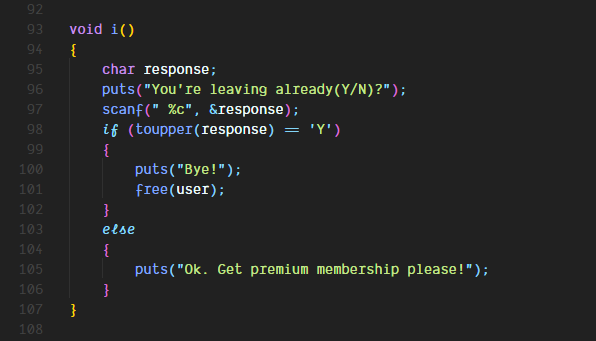 92
93 void i()
94 {
95 char response;
96 puts("You're leaving already(Y/N)?");
97 scanf(" %c", &response);
98 if (toupper(response) == 'Y')
99 {
100 puts("Bye!");
101 free(user);
102 }
103 else
104 {
105 puts("Ok. Get premium membership please!");
106 }
107 }
108